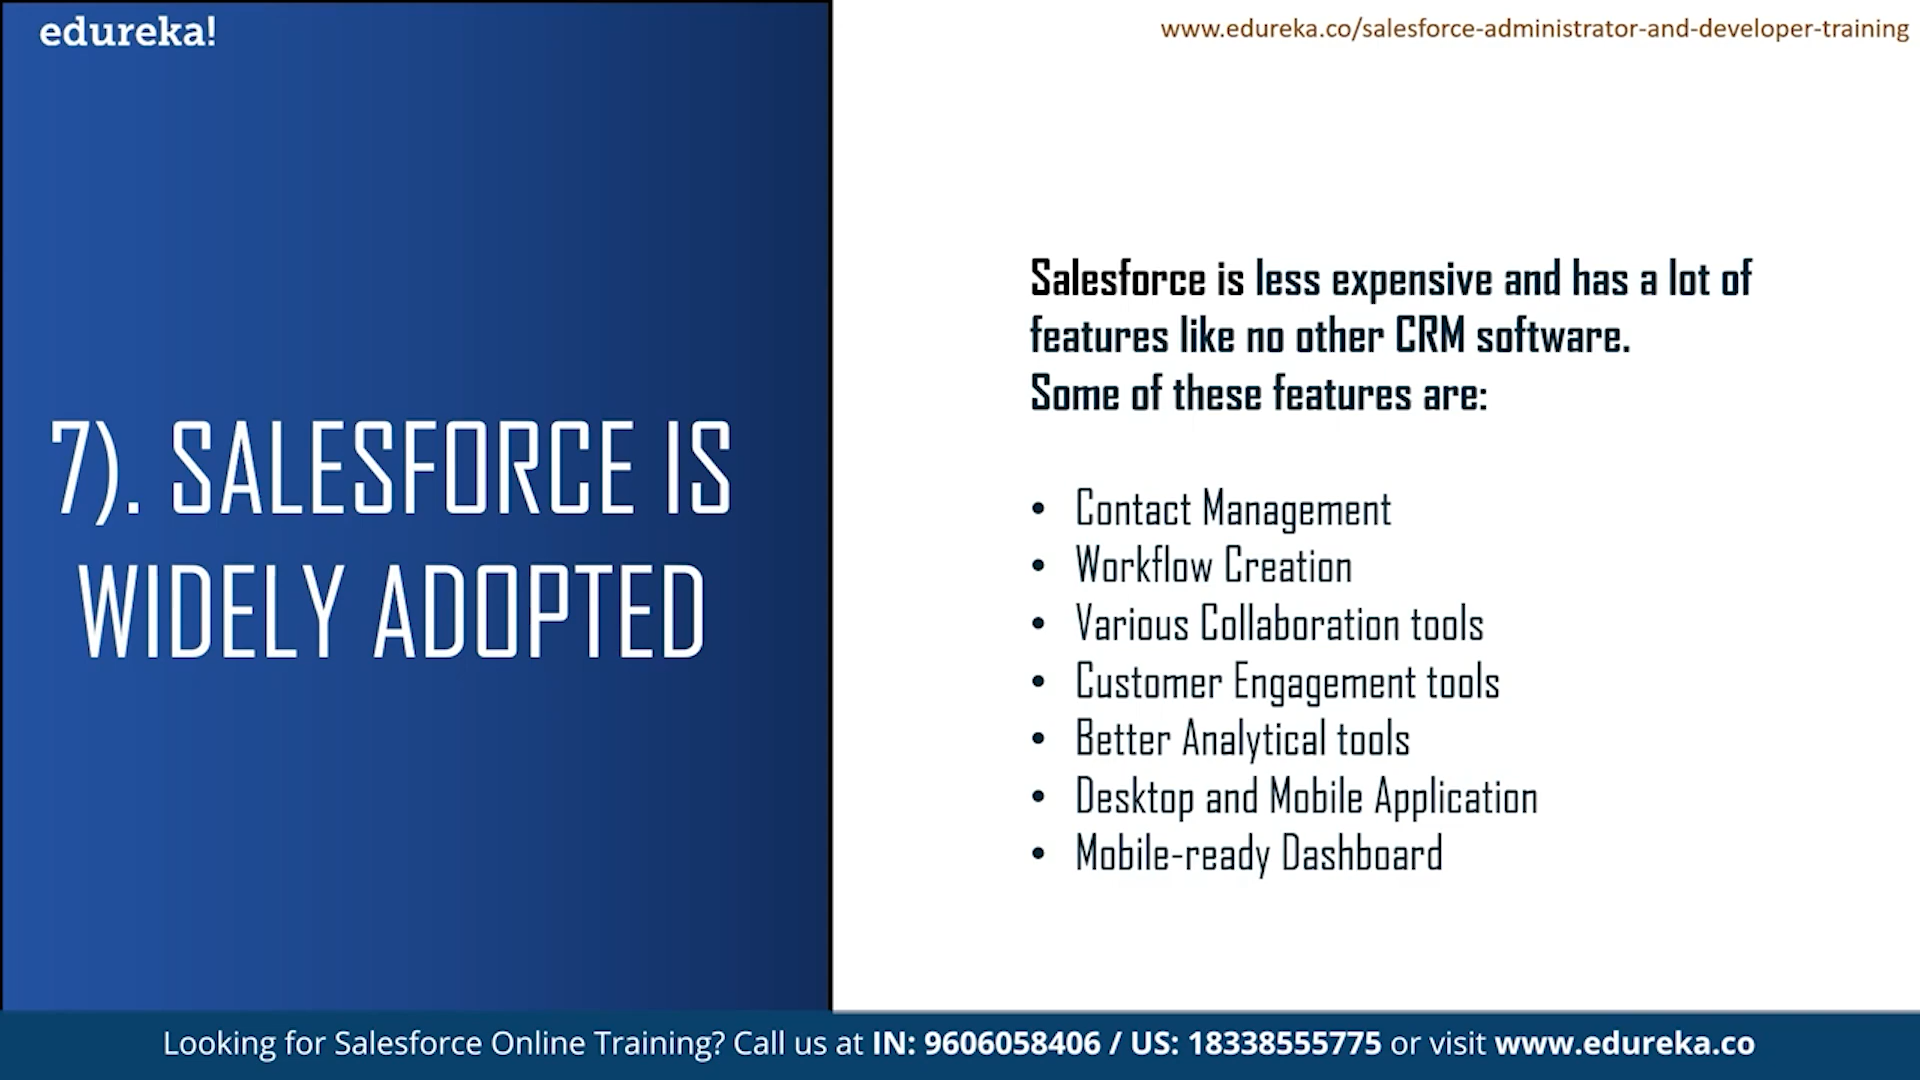 edureka!
www.edureka.co/salesforce-administrator-and-developer-training
7). SALESFORCE IS
WIDELY ADOPTED
Salesforce is less expensive and has a lot of
features like no other CRM software.
Some of these features are:
• Contact Management
• Workflow Creation
• Various Collaboration tools
• Customer Engagement tools
• Better Analytical tools
• Desktop and Mobile Application
• Mobile-ready Dashboard
Looking for Salesforce Online Training? Call us at IN: 9606058406 / US: 18338555775 or visit www.edureka.co